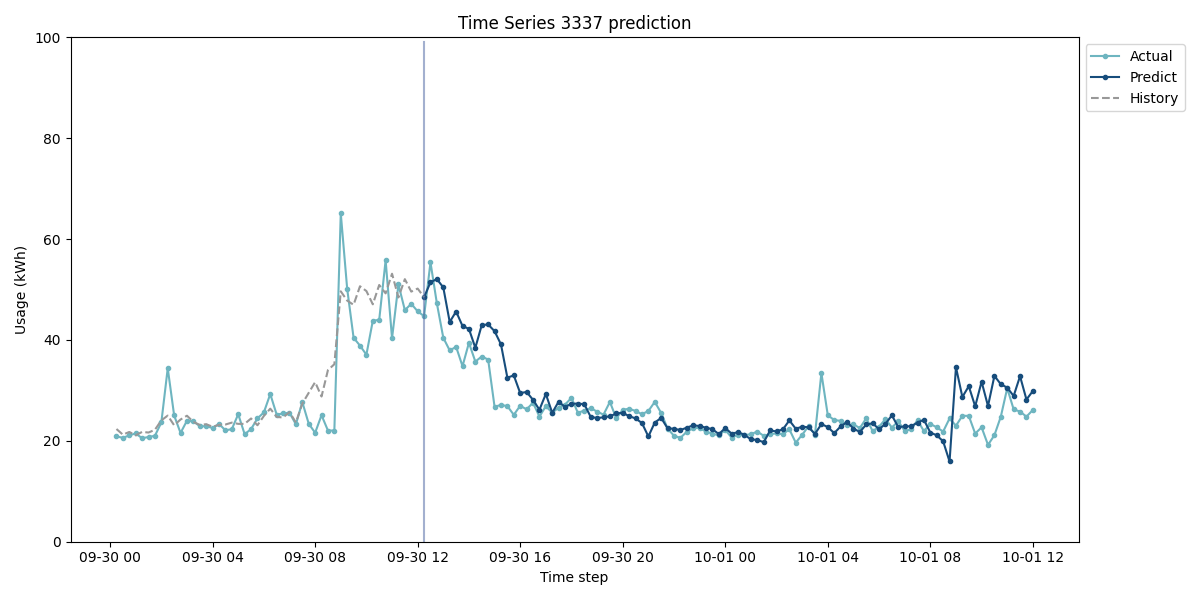 Time Series 3337 prediction
100
80
60
40
20
0
Usage (kWh)
09-30 00
09-30 04
09-30 08
09-30 12
09-30 16
09-30 20
10-01 00
10-01 04
10-01 08
10-01 12
Time step
Actual
Predict
History